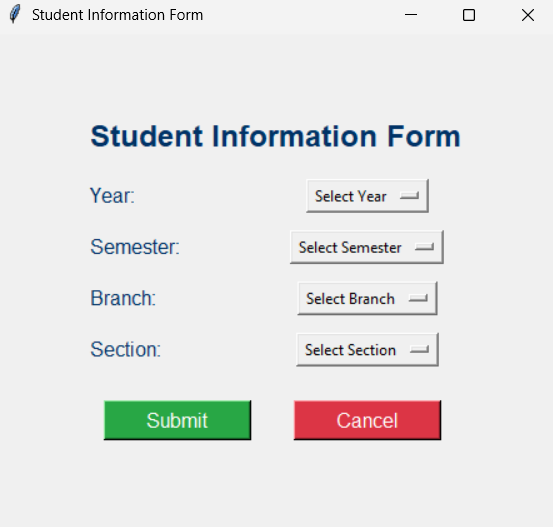 Student Information Form
Student Information Form
Year: Select Year
Semester: Select Semester
Branch: Select Branch
Section: Select Section
Submit Cancel